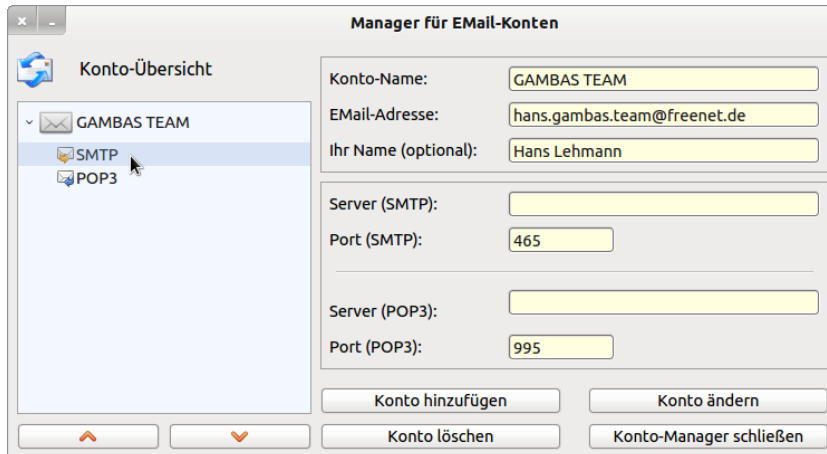 Manager für EMail-Konten
Konto-Übersicht
GAMBAS TEAM
SMTP
POP3
Konto-Name: GAMBAS TEAM
EMail-Adresse: hans.gambas.team@freenet.de
Ihr Name (optional): Hans Lehmann
Server (SMTP):
Port (SMTP): 465
Server (POP3):
Port (POP3): 995
Konto hinzufügen Konto ändern
Konto löschen Konto-Manager schließen